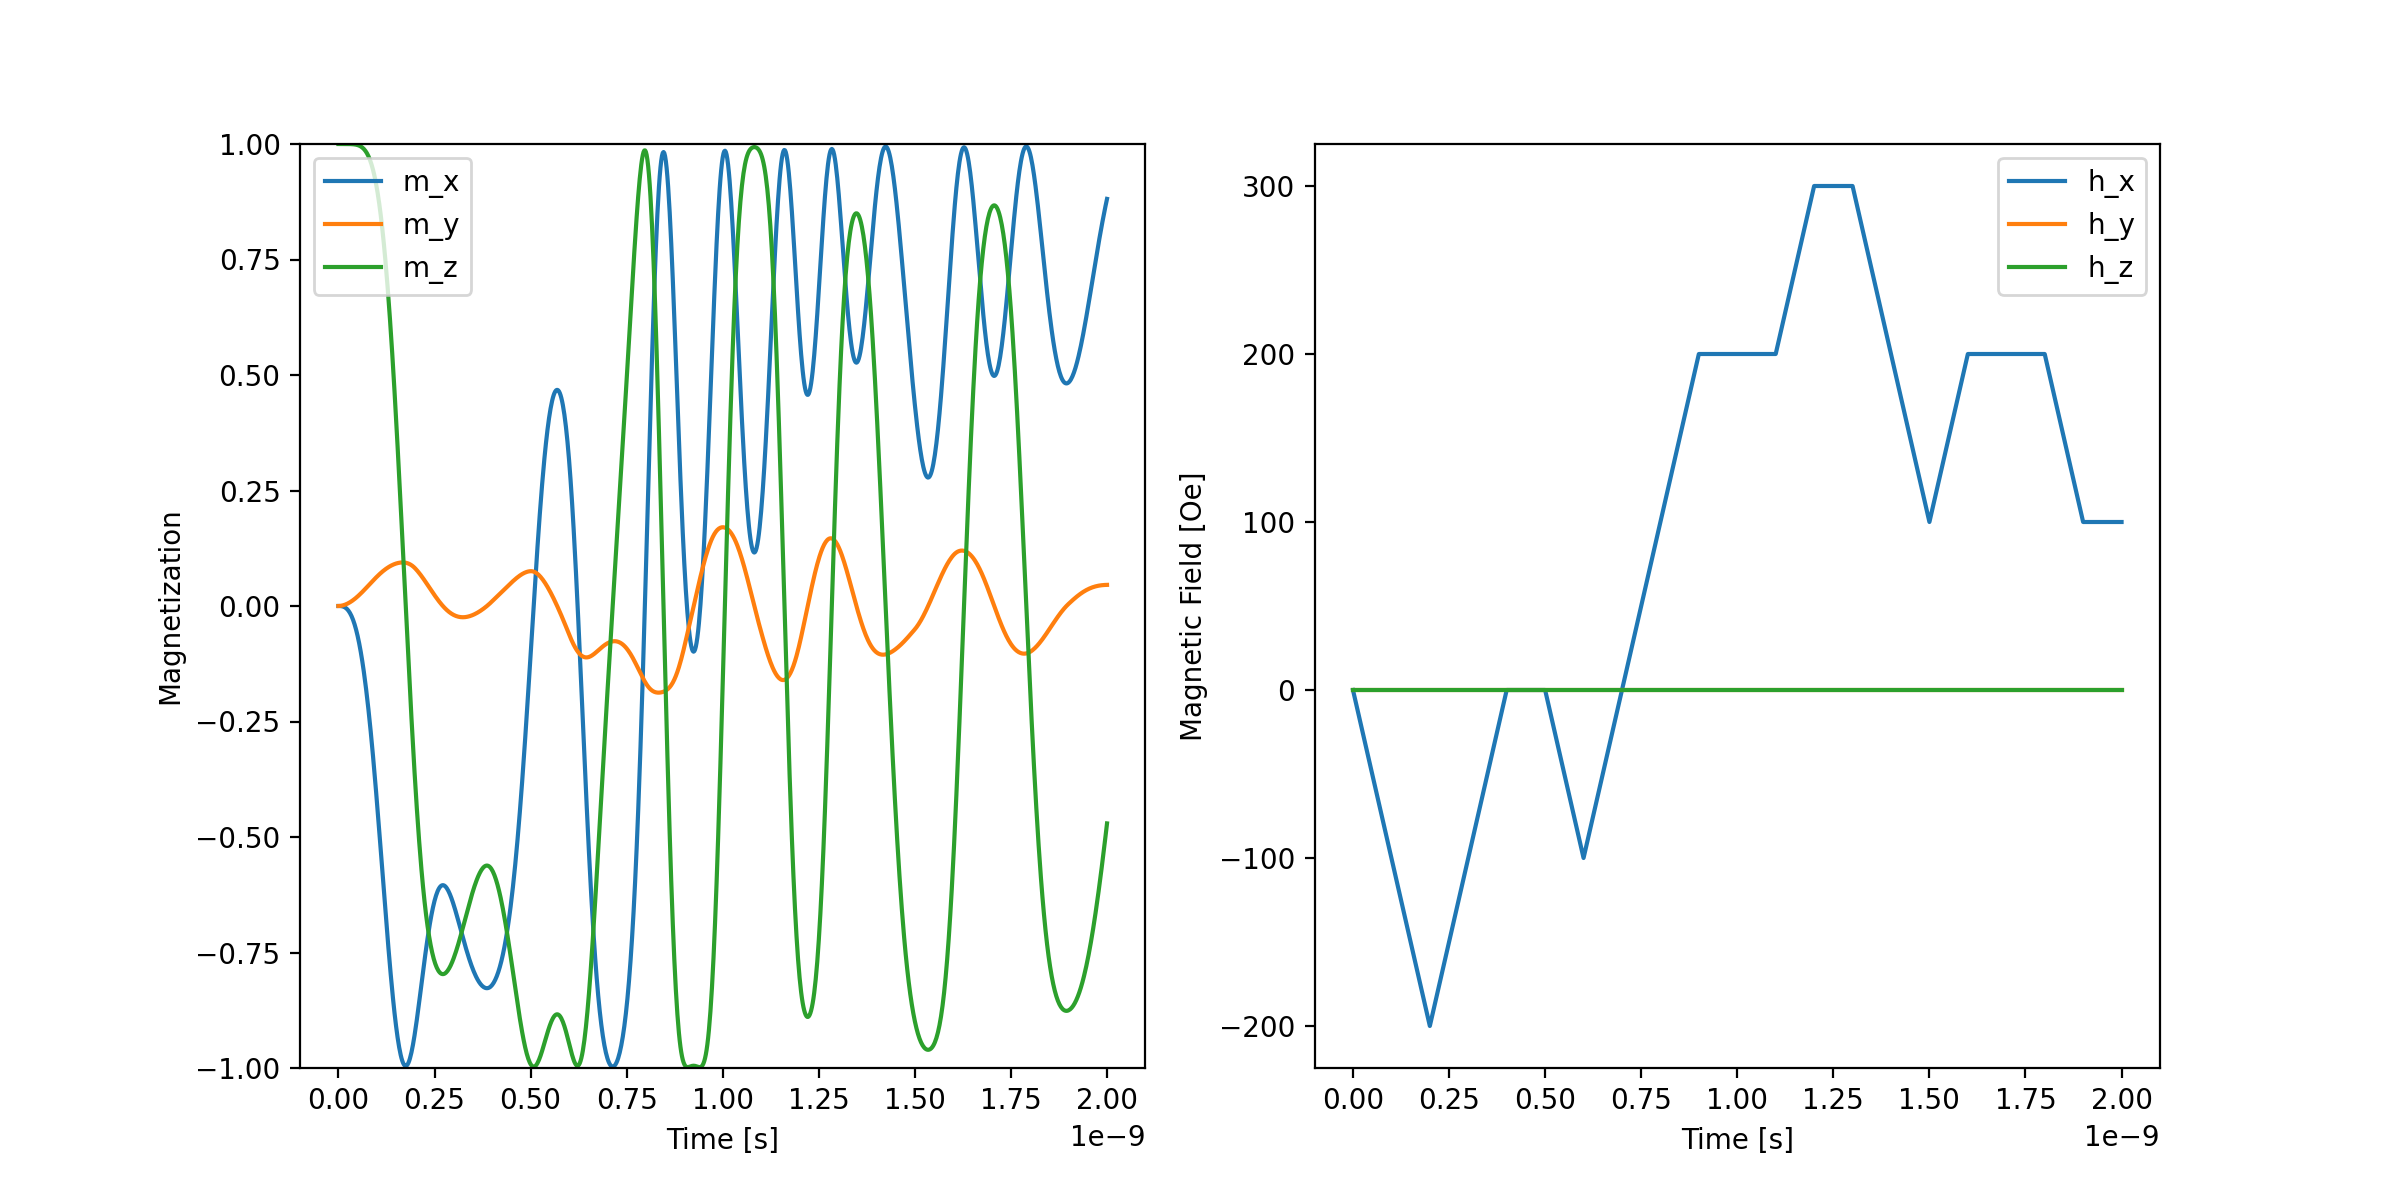 1.00
0.75
0.50
0.25
0.00
−0.25
−0.50
−0.75
−1.00
Magnetization
m_x
m_y
m_z
0.00 0.25 0.50 0.75 1.00 1.25 1.50 1.75 2.00
Time [s]
1e−9
300
200
100
0
−100
−200
Magnetic Field [Oe]
h_x
h_y
h_z
0.00 0.25 0.50 0.75 1.00 1.25 1.50 1.75 2.00
Time [s]
1e−9